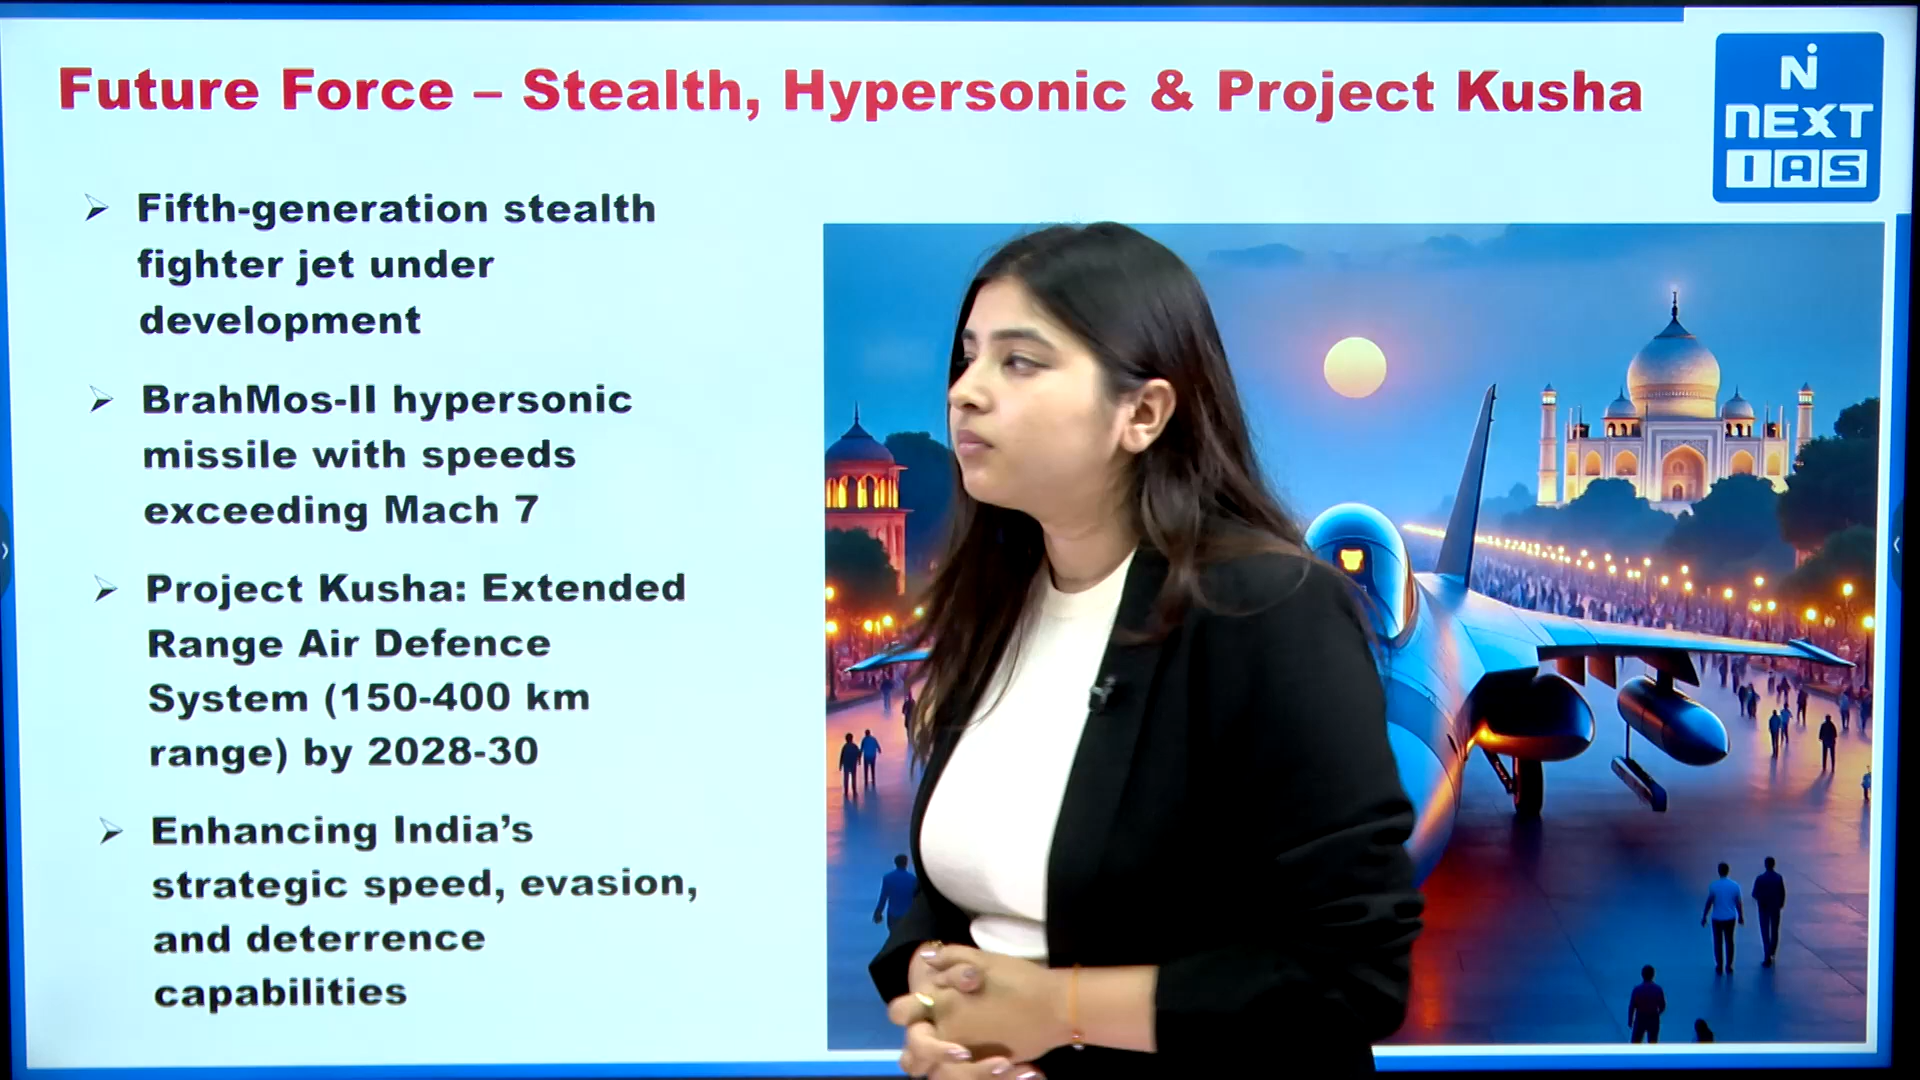 Future Force – Stealth, Hypersonic & Project Kusha
NEXT
IAS
➢ Fifth-generation stealth
fighter jet under
development
➢ BrahMos-II hypersonic
missile with speeds
exceeding Mach 7
➢ Project Kusha: Extended
Range Air Defence
System (150-400 km
range) by 2028-30
➢ Enhancing India’s
strategic speed, evasion,
and deterrence
capabilities